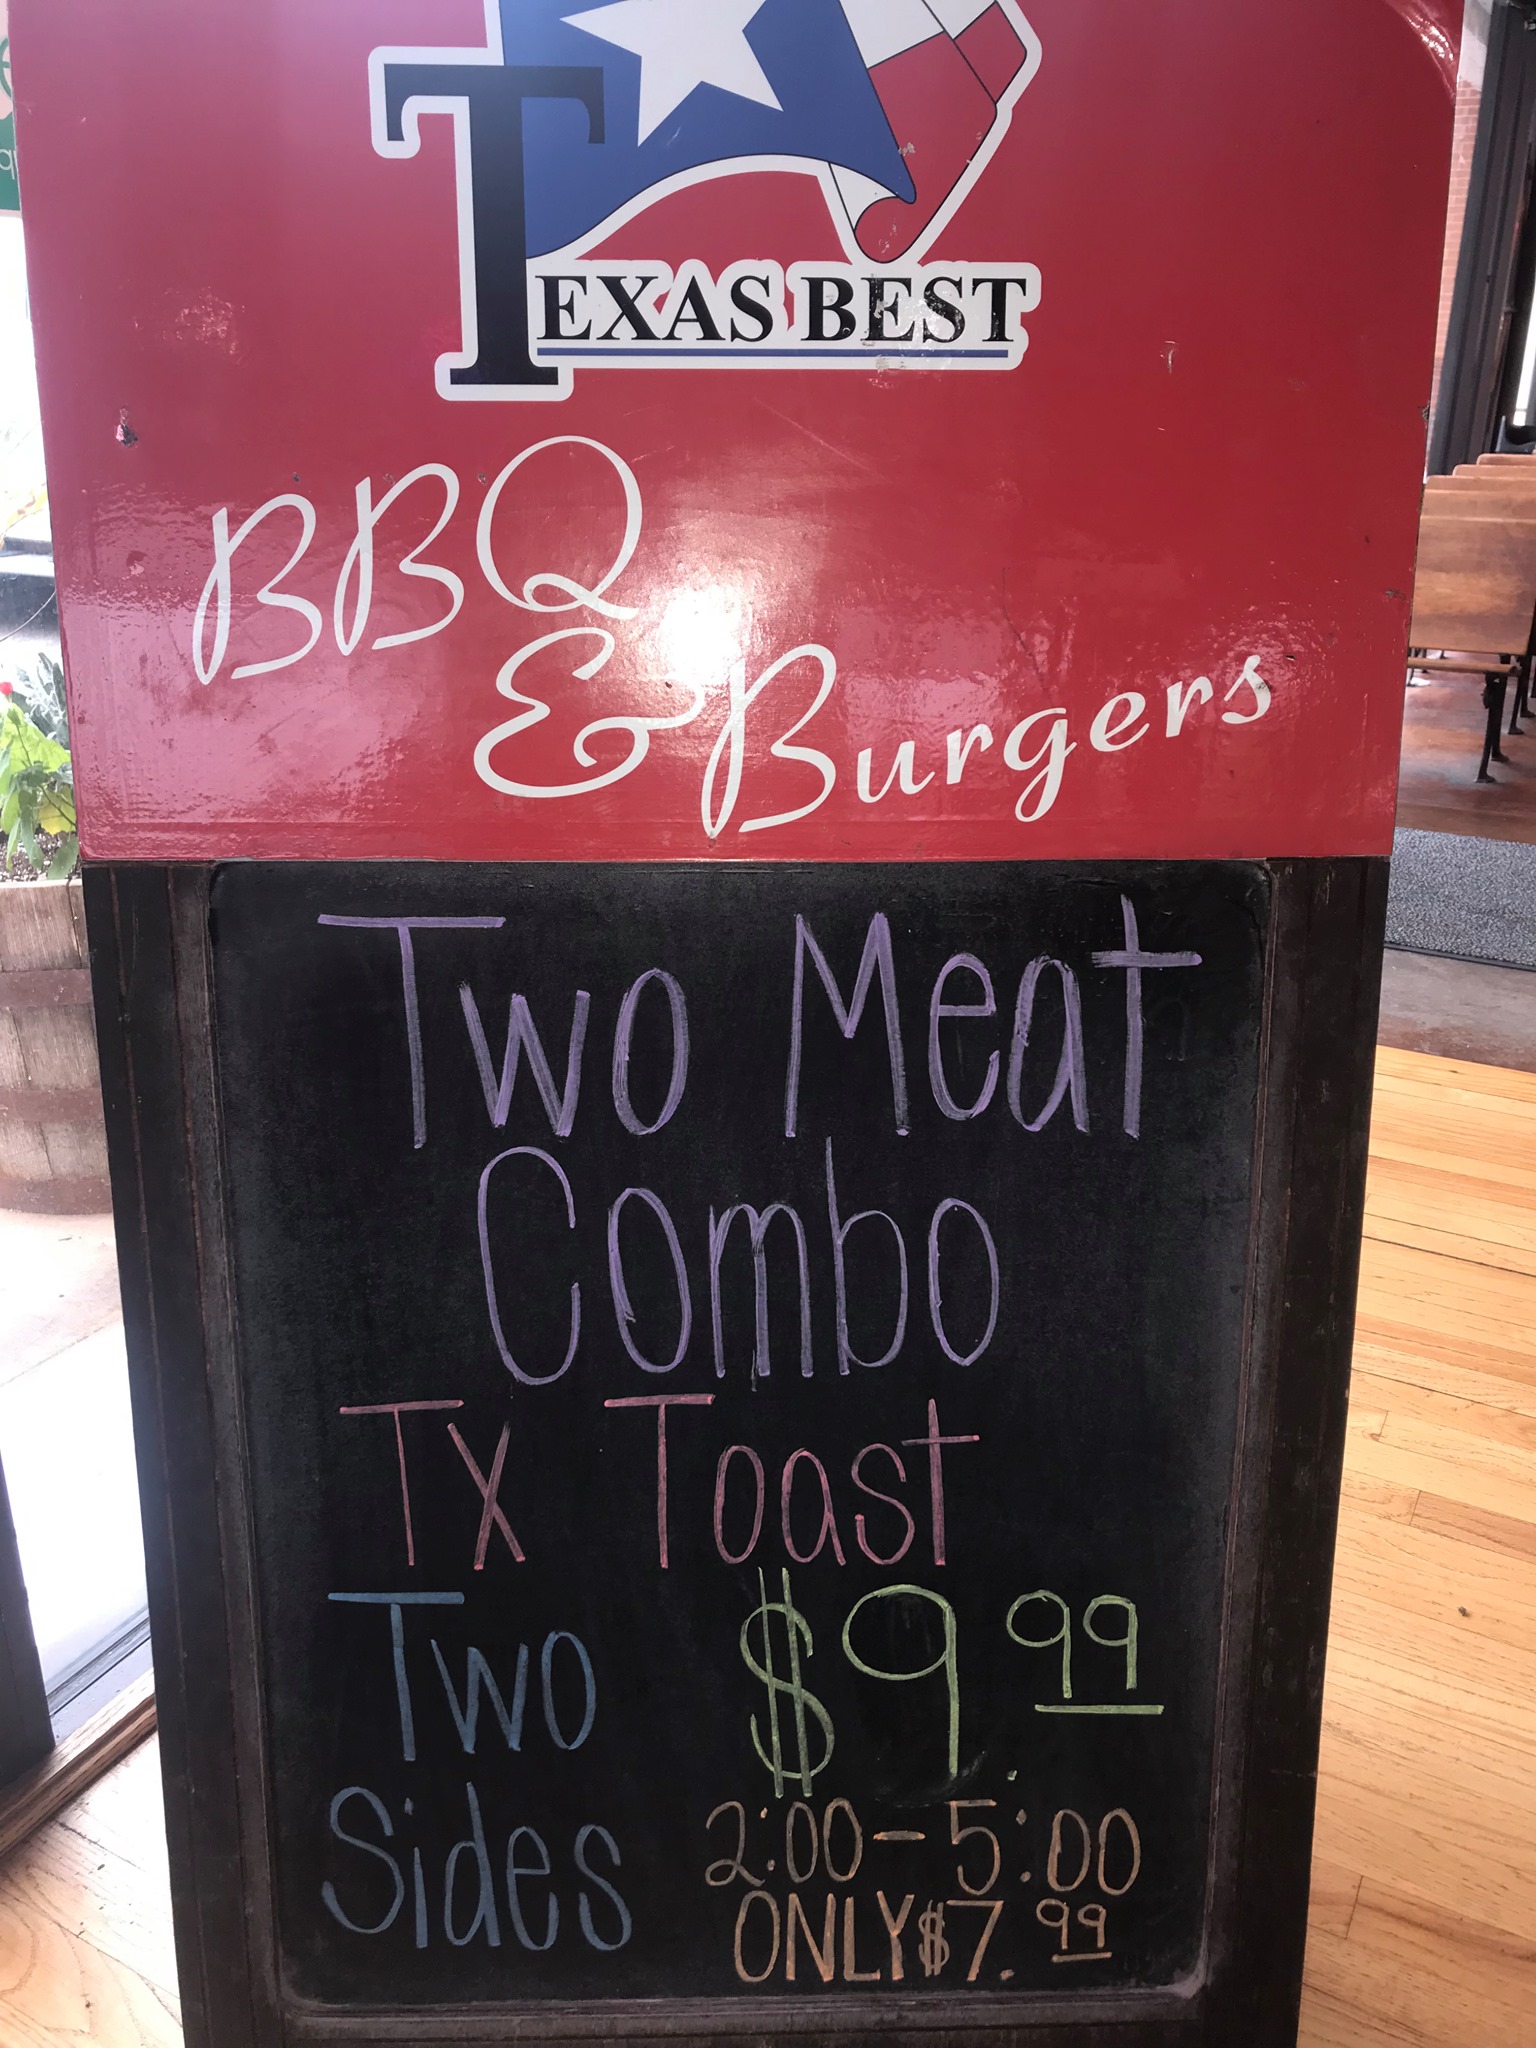 TEXAS BEST
BBQ
& Burgers
Two Meat
Combo
TX Toast
Two
Sides
$9.99
2:00-5:00
ONLY $7.99